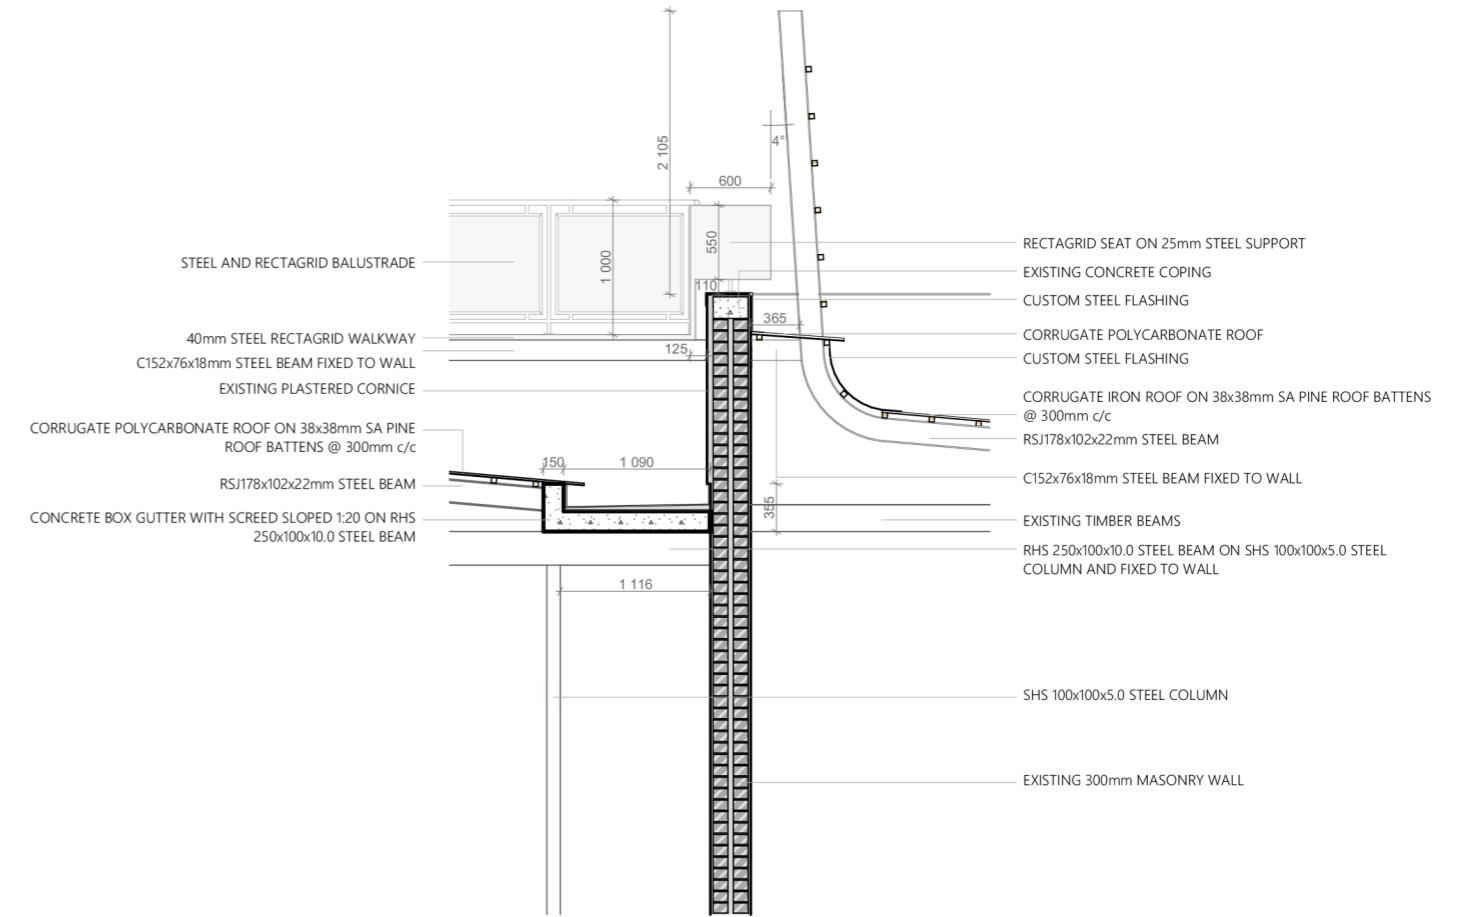 2 105
4°
600
550
1 000
110
365
125
150
1 090
355
1 116
STEEL AND RECTAGRID BALUSTRADE
40mm STEEL RECTAGRID WALKWAY
C152x76x18mm STEEL BEAM FIXED TO WALL
EXISTING PLASTERED CORNICE
CORRUGATE POLYCARBONATE ROOF ON 38x38mm SA PINE
ROOF BATTENS @ 300mm c/c
RSJ178x102x22mm STEEL BEAM
CONCRETE BOX GUTTER WITH SCREED SLOPED 1:20 ON RHS
250x100x10.0 STEEL BEAM
RECTAGRID SEAT ON 25mm STEEL SUPPORT
EXISTING CONCRETE COPING
CUSTOM STEEL FLASHING
CORRUGATE POLYCARBONATE ROOF
CUSTOM STEEL FLASHING
CORRUGATE IRON ROOF ON 38x38mm SA PINE ROOF BATTENS
@ 300mm c/c
RSJ178x102x22mm STEEL BEAM
C152x76x18mm STEEL BEAM FIXED TO WALL
EXISTING TIMBER BEAMS
RHS 250x100x10.0 STEEL BEAM ON SHS 100x100x5.0 STEEL
COLUMN AND FIXED TO WALL
SHS 100x100x5.0 STEEL COLUMN
EXISTING 300mm MASONRY WALL